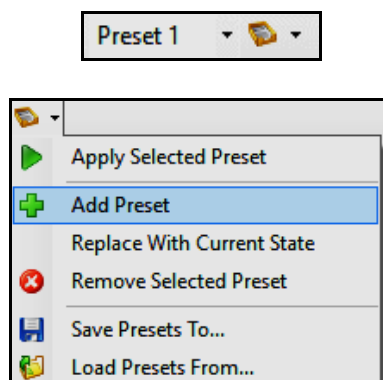 Preset 1
Apply Selected Preset
Add Preset
Replace With Current State
Remove Selected Preset
Save Presets To...
Load Presets From...